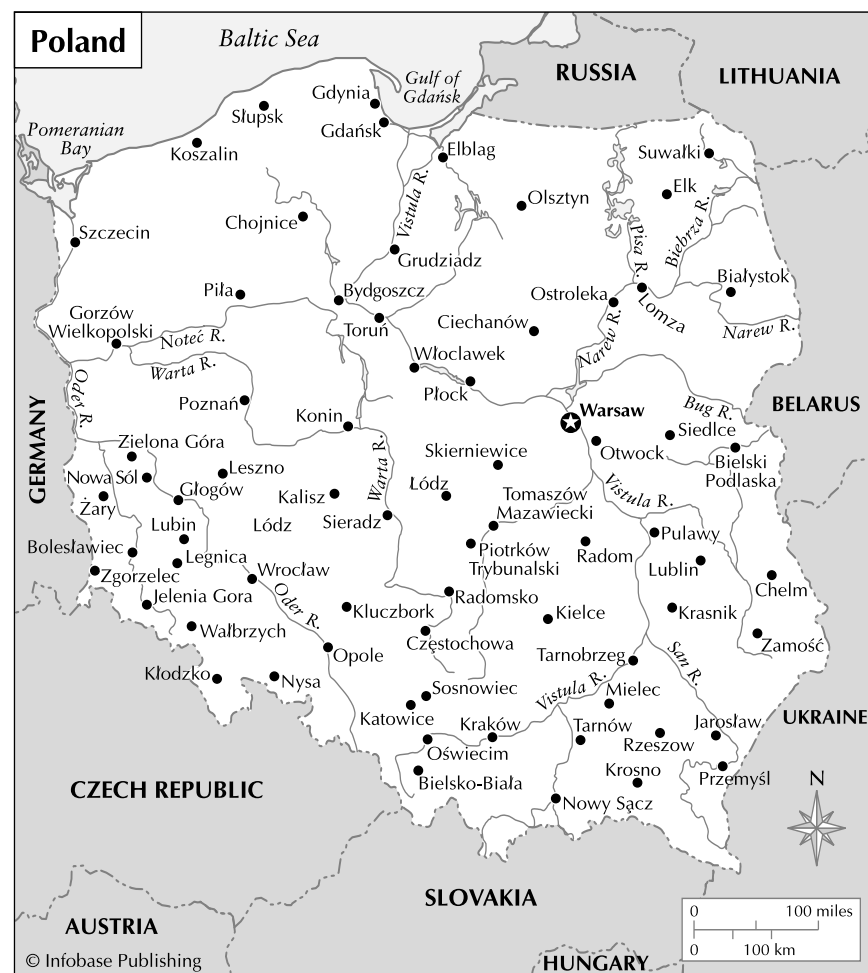 Poland
Baltic Sea
Gulf of
Gdańsk
RUSSIA
LITHUANIA
Pomeranian
Bay
Gdynia
Słupsk
Gdańsk
Koszalin
Elblag
Suwałki
Vistula R.
Elk
Olsztyn
Chojnice
Pisa R.
Biebrza R.
Szczecin
Grudziadz
Białystok
Piła
Bydgoszcz
Ostroleka
Lomza
Gorzów
Wielkopolski
Toruń
Ciechanów
Narew R.
Narew R.
Noteć R.
Włoclawek
Warta R.
Płock
Oder R.
Poznań
Konin
Warsaw
Bug R.
BELARUS
GERMANY
Zielona Góra
Skierniewice
Otwock
Siedlce
Bielski
Podlaska
Nowa Sól
Leszno
Warta R.
Żary
Głogów
Kalisz
Łódz
Tomaszów
Mazawiecki
Vistula R.
Lubin
Lódz
Sieradz
Pulawy
Bolesławiec
Legnica
Piotrków
Trybunalski
Radom
Lublin
Zgorzelec
Wrocław
Chelm
Jelenia Gora
Oder R.
Kluczbork
Radomsko
Kielce
Krasnik
Wałbrzych
Częstochowa
Zamość
Opole
Tarnobrzeg
San R.
Kłodzko
Nysa
Sosnowiec
Vistula R.
Mielec
Katowice
Kraków
Tarnów
Jarosław
UKRAINE
Rzeszow
Oświecim
Bielsko-Biała
Krosno
Przemyśl
CZECH REPUBLIC
Nowy Sącz
N
SLOVAKIA
AUSTRIA
0 100 miles
0 100 km
© Infobase Publishing
HUNGARY